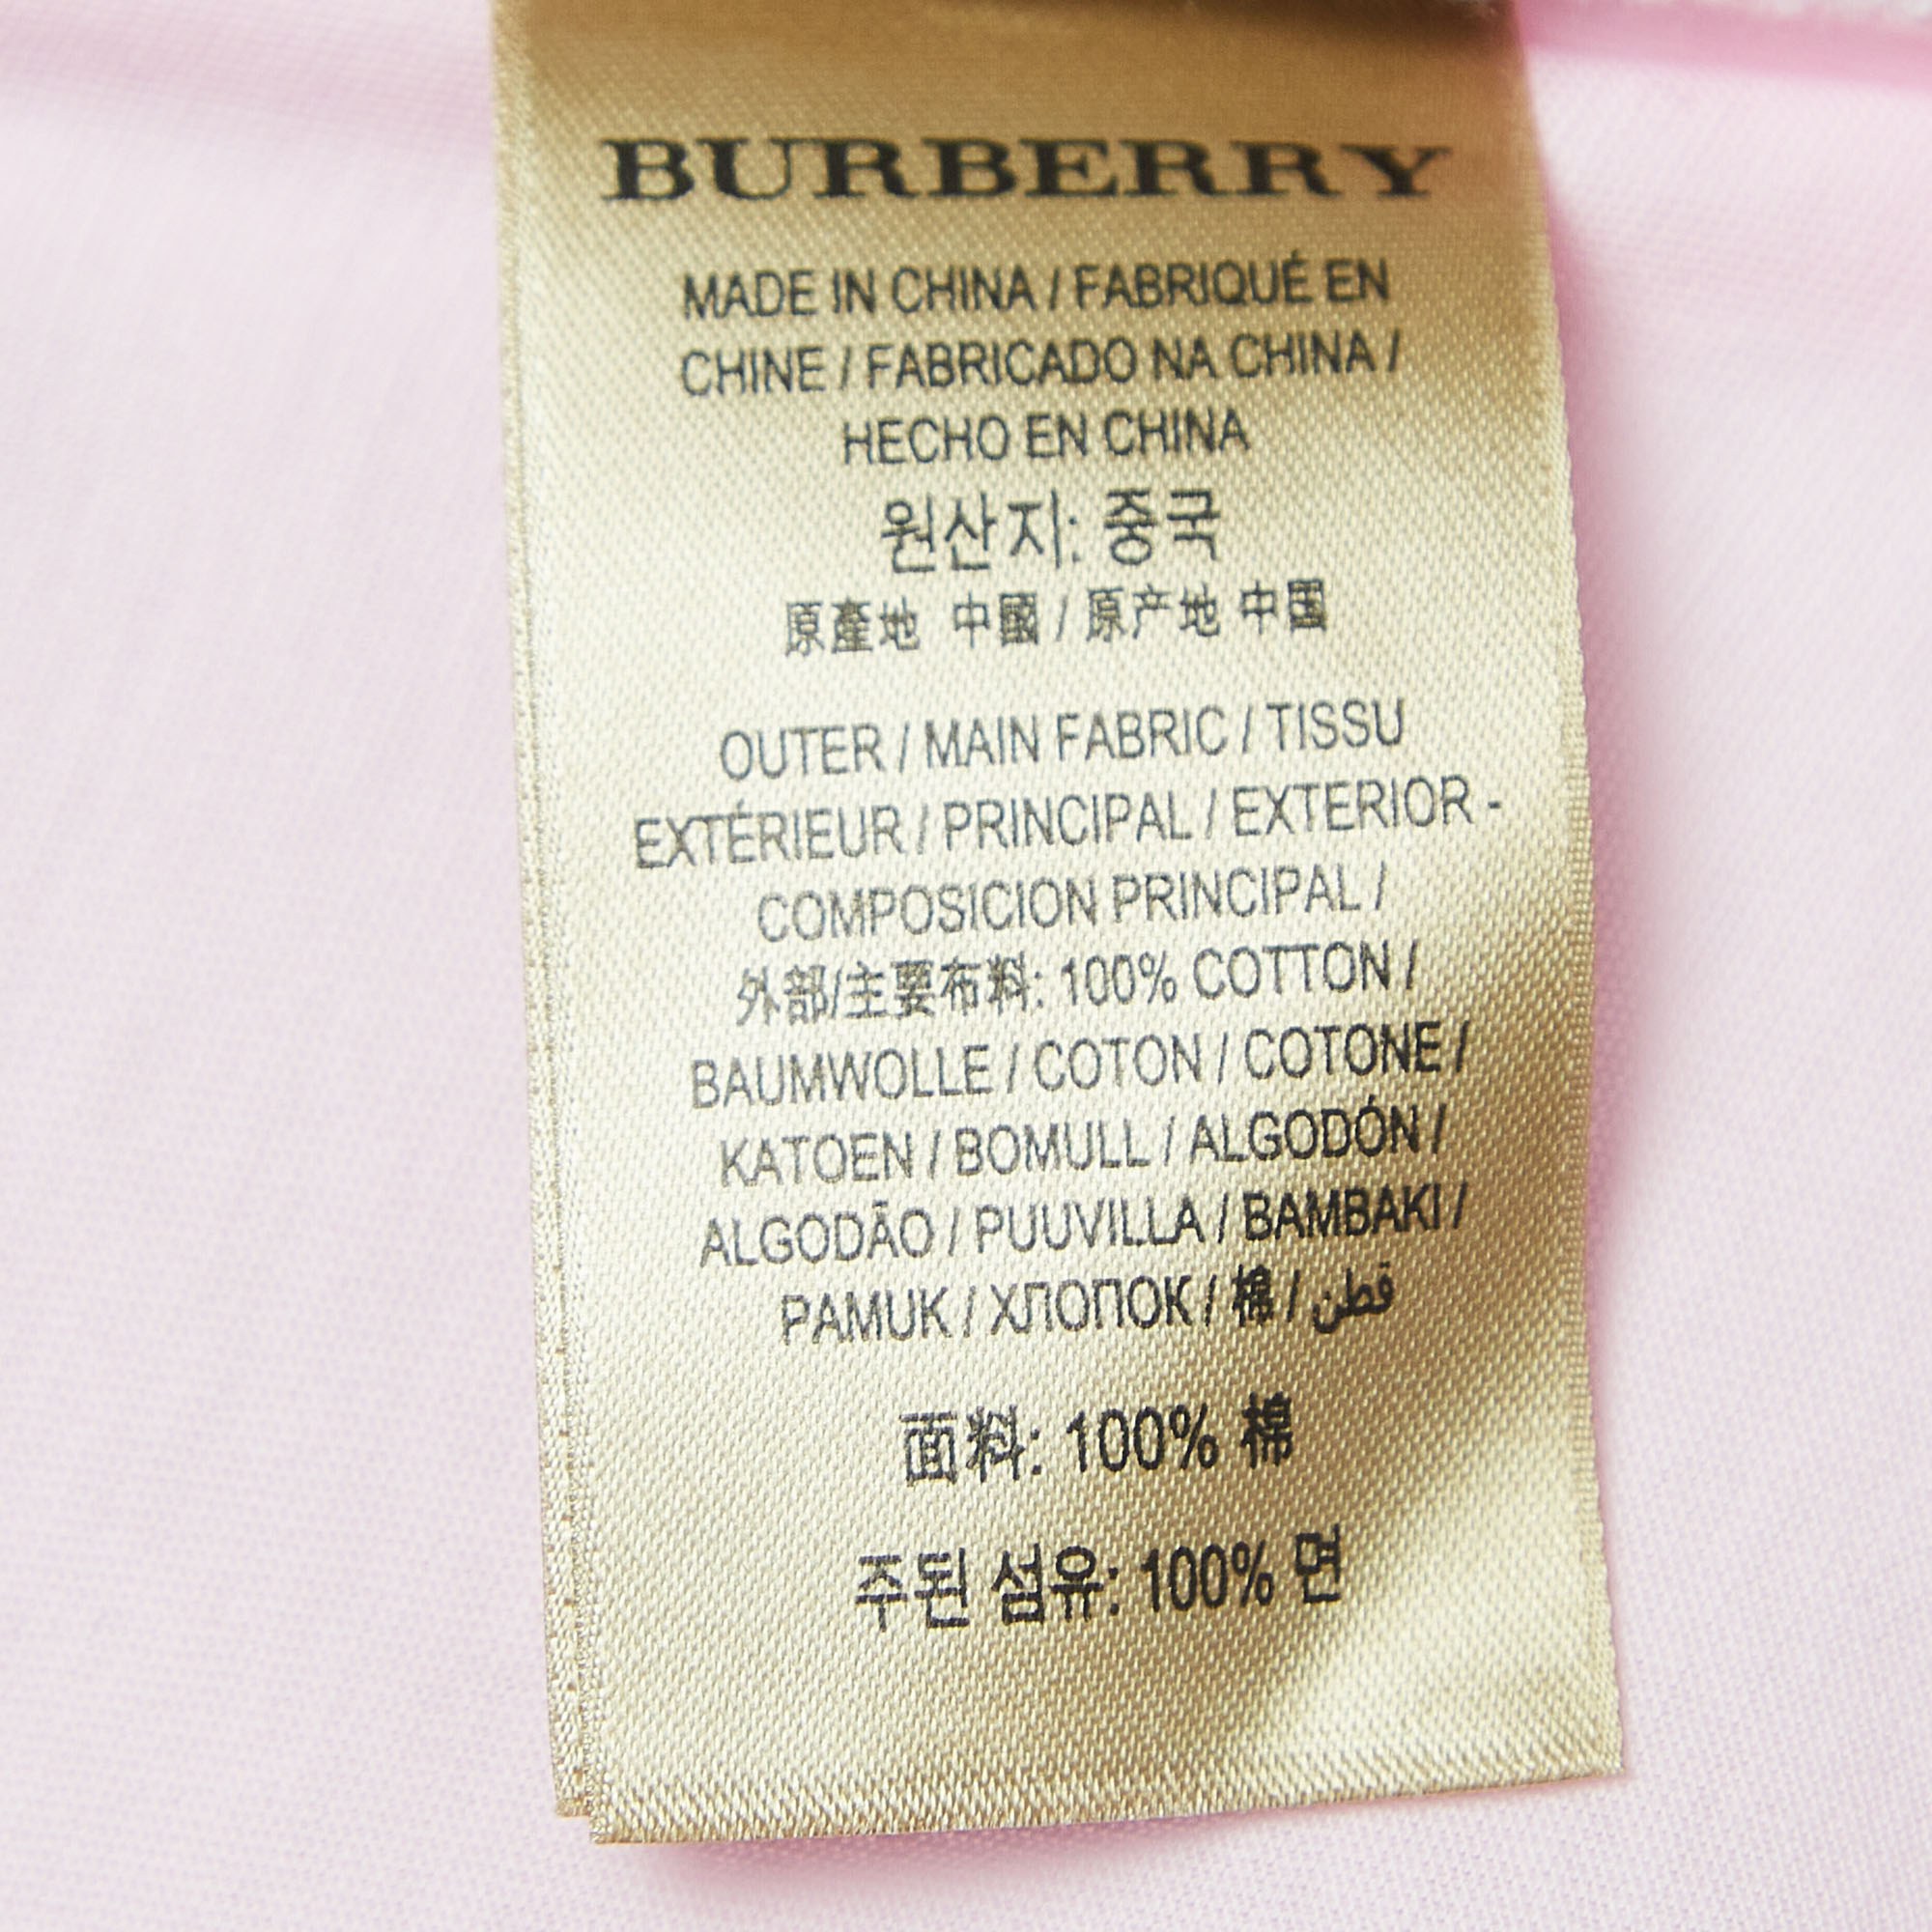 BURBERRY
MADE IN CHINA / FABRIQUÉ EN
CHINE / FABRICADO NA CHINA /
HECHO EN CHINA
원산지: 중국
原產地 中國 / 原产地 中国
OUTER / MAIN FABRIC / TISSU
EXTÉRIEUR / PRINCIPAL / EXTERIOR -
COMPOSICION PRINCIPAL /
外部/主要布料: 100% COTTON /
BAUMWOLLE / COTON / COTONE /
KATOEN / BOMULL / ALGODÓN /
ALGODÃO / PUUVILLA / BAMBAKI /
PAMUK / ХЛОПОК / 棉 / قطن
面料: 100% 棉
주된 섬유: 100% 면